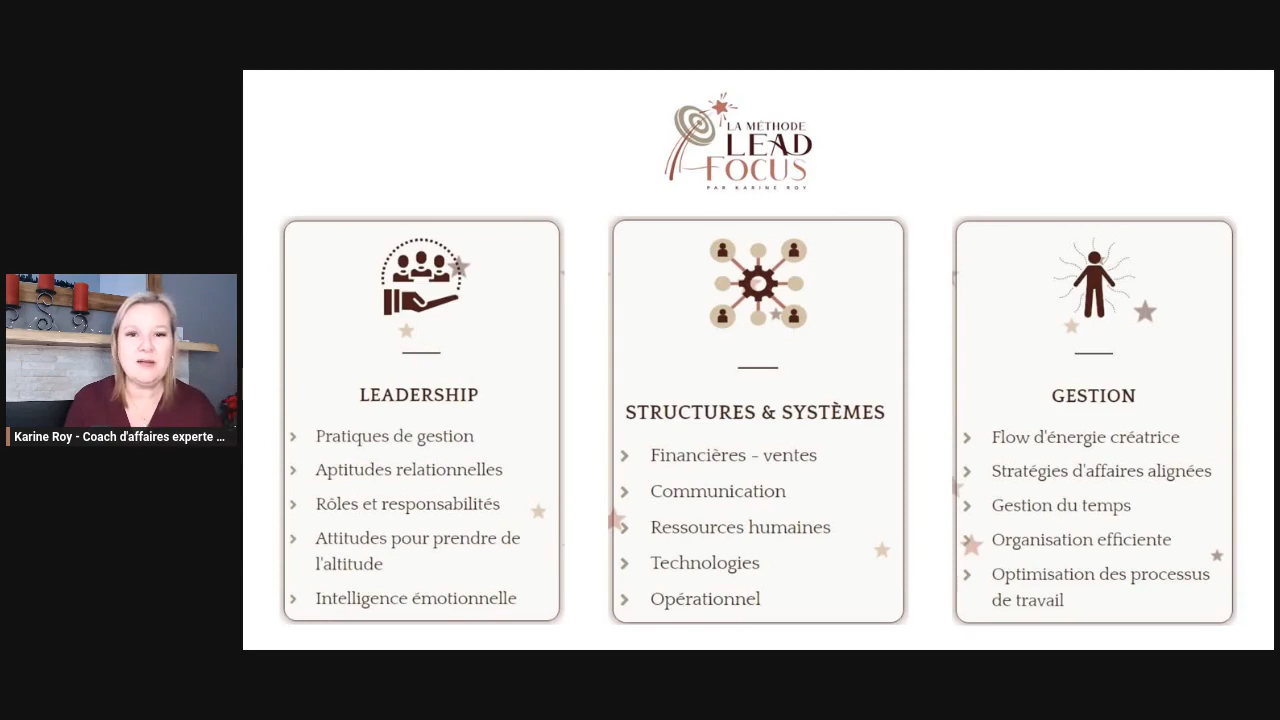 LA MÉTHODE
LEAD
FOCUS
PAR KARINE ROY
LEADERSHIP
Pratiques de gestion
Aptitudes relationnelles
Rôles et responsabilités
Attitudes pour prendre de
l'altitude
Intelligence émotionnelle
STRUCTURES & SYSTÈMES
Financières - ventes
Communication
Ressources humaines
Technologies
Opérationnel
GESTION
Flow d'énergie créatrice
Stratégies d'affaires alignées
Gestion du temps
Organisation efficiente
Optimisation des processus
de travail
Karine Roy - Coach d'affaires experte ...